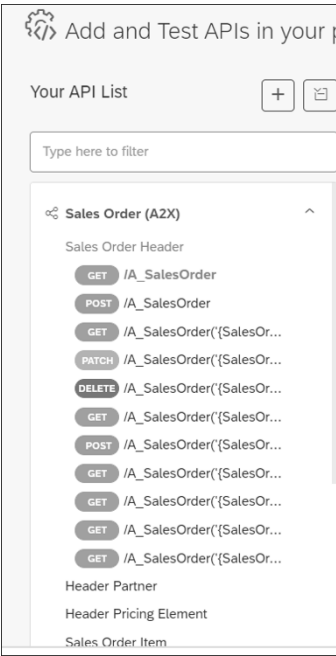 Add and Test APIs in your
Your API List
Type here to filter
Sales Order (A2X)
Sales Order Header
GET /A_SalesOrder
POST /A_SalesOrder
GET /A_SalesOrder('{SalesOr...
PATCH /A_SalesOrder('{SalesOr...
DELETE /A_SalesOrder('{SalesOr...
GET /A_SalesOrder('{SalesOr...
POST /A_SalesOrder('{SalesOr...
GET /A_SalesOrder('{SalesOr...
GET /A_SalesOrder('{SalesOr...
GET /A_SalesOrder('{SalesOr...
GET /A_SalesOrder('{SalesOr...
Header Partner
Header Pricing Element
Sales Order Item